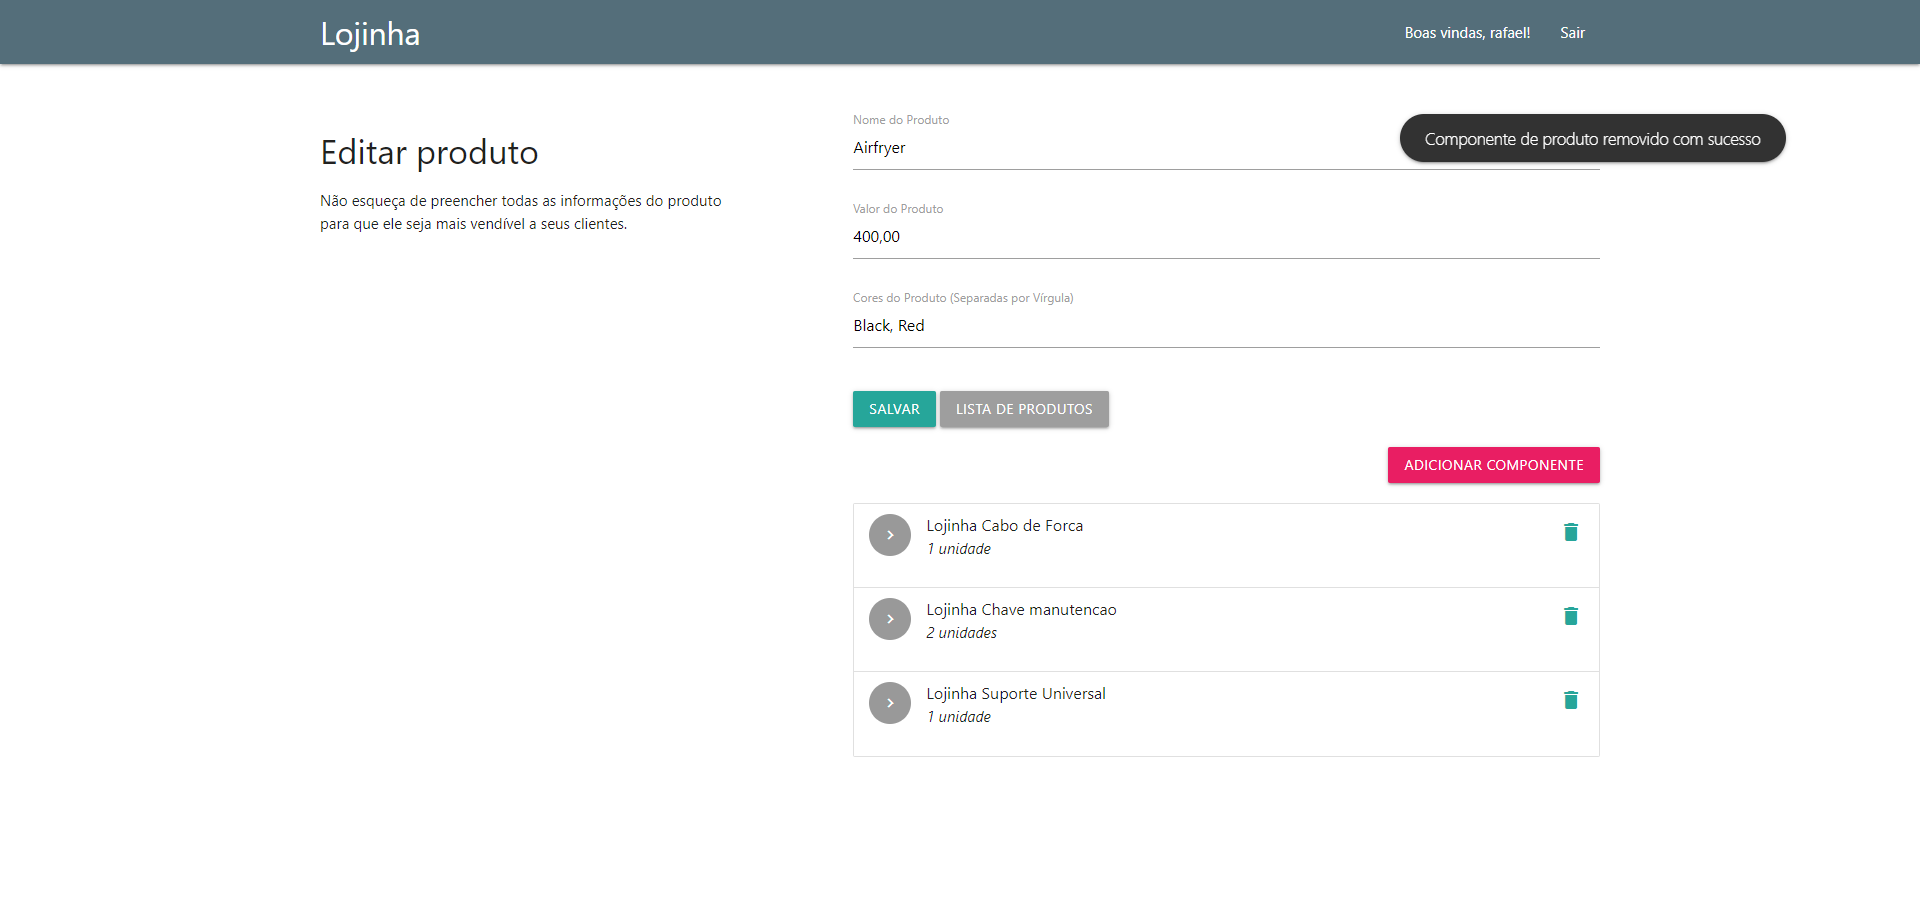 Lojinha
Boas vindas, rafael!
Sair
Editar produto
Não esqueça de preencher todas as informações do produto
para que ele seja mais vendível a seus clientes.
Nome do Produto
Airfryer
Componente de produto removido com sucesso
Valor do Produto
400,00
Cores do Produto (Separadas por Vírgula)
Black, Red
SALVAR
LISTA DE PRODUTOS
ADICIONAR COMPONENTE
Lojinha Cabo de Forca
1 unidade
Lojinha Chave manutencao
2 unidades
Lojinha Suporte Universal
1 unidade